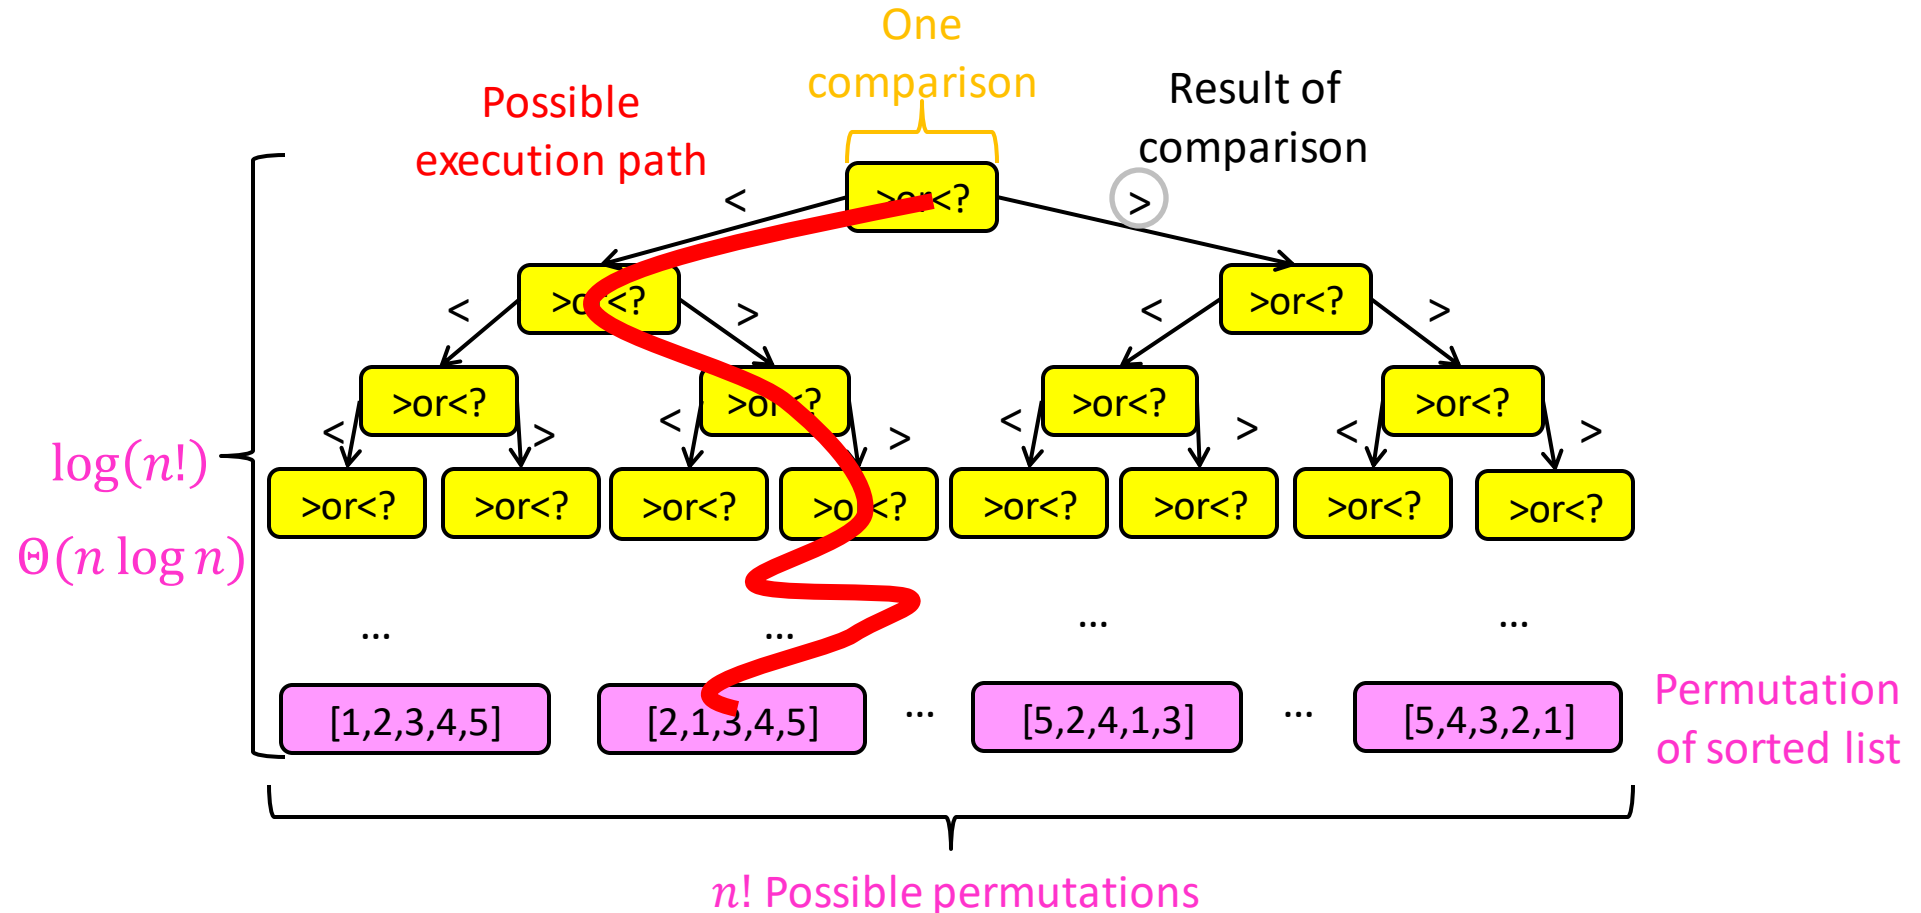 One
comparison
Possible
execution path
Result of
comparison
>or<?
<
>
>or<?
>or<?
<
>
<
>
>or<?
>or<?
>or<?
>or<?
<
>
<
>
<
>
<
>
log(n!)
Θ(n log n)
>or<?
>or<?
>or<?
>or<?
>or<?
>or<?
>or<?
>or<?
...
...
...
...
[1,2,3,4,5]
[2,1,3,4,5]
...
[5,2,4,1,3]
...
[5,4,3,2,1]
Permutation
of sorted list
n! Possible permutations